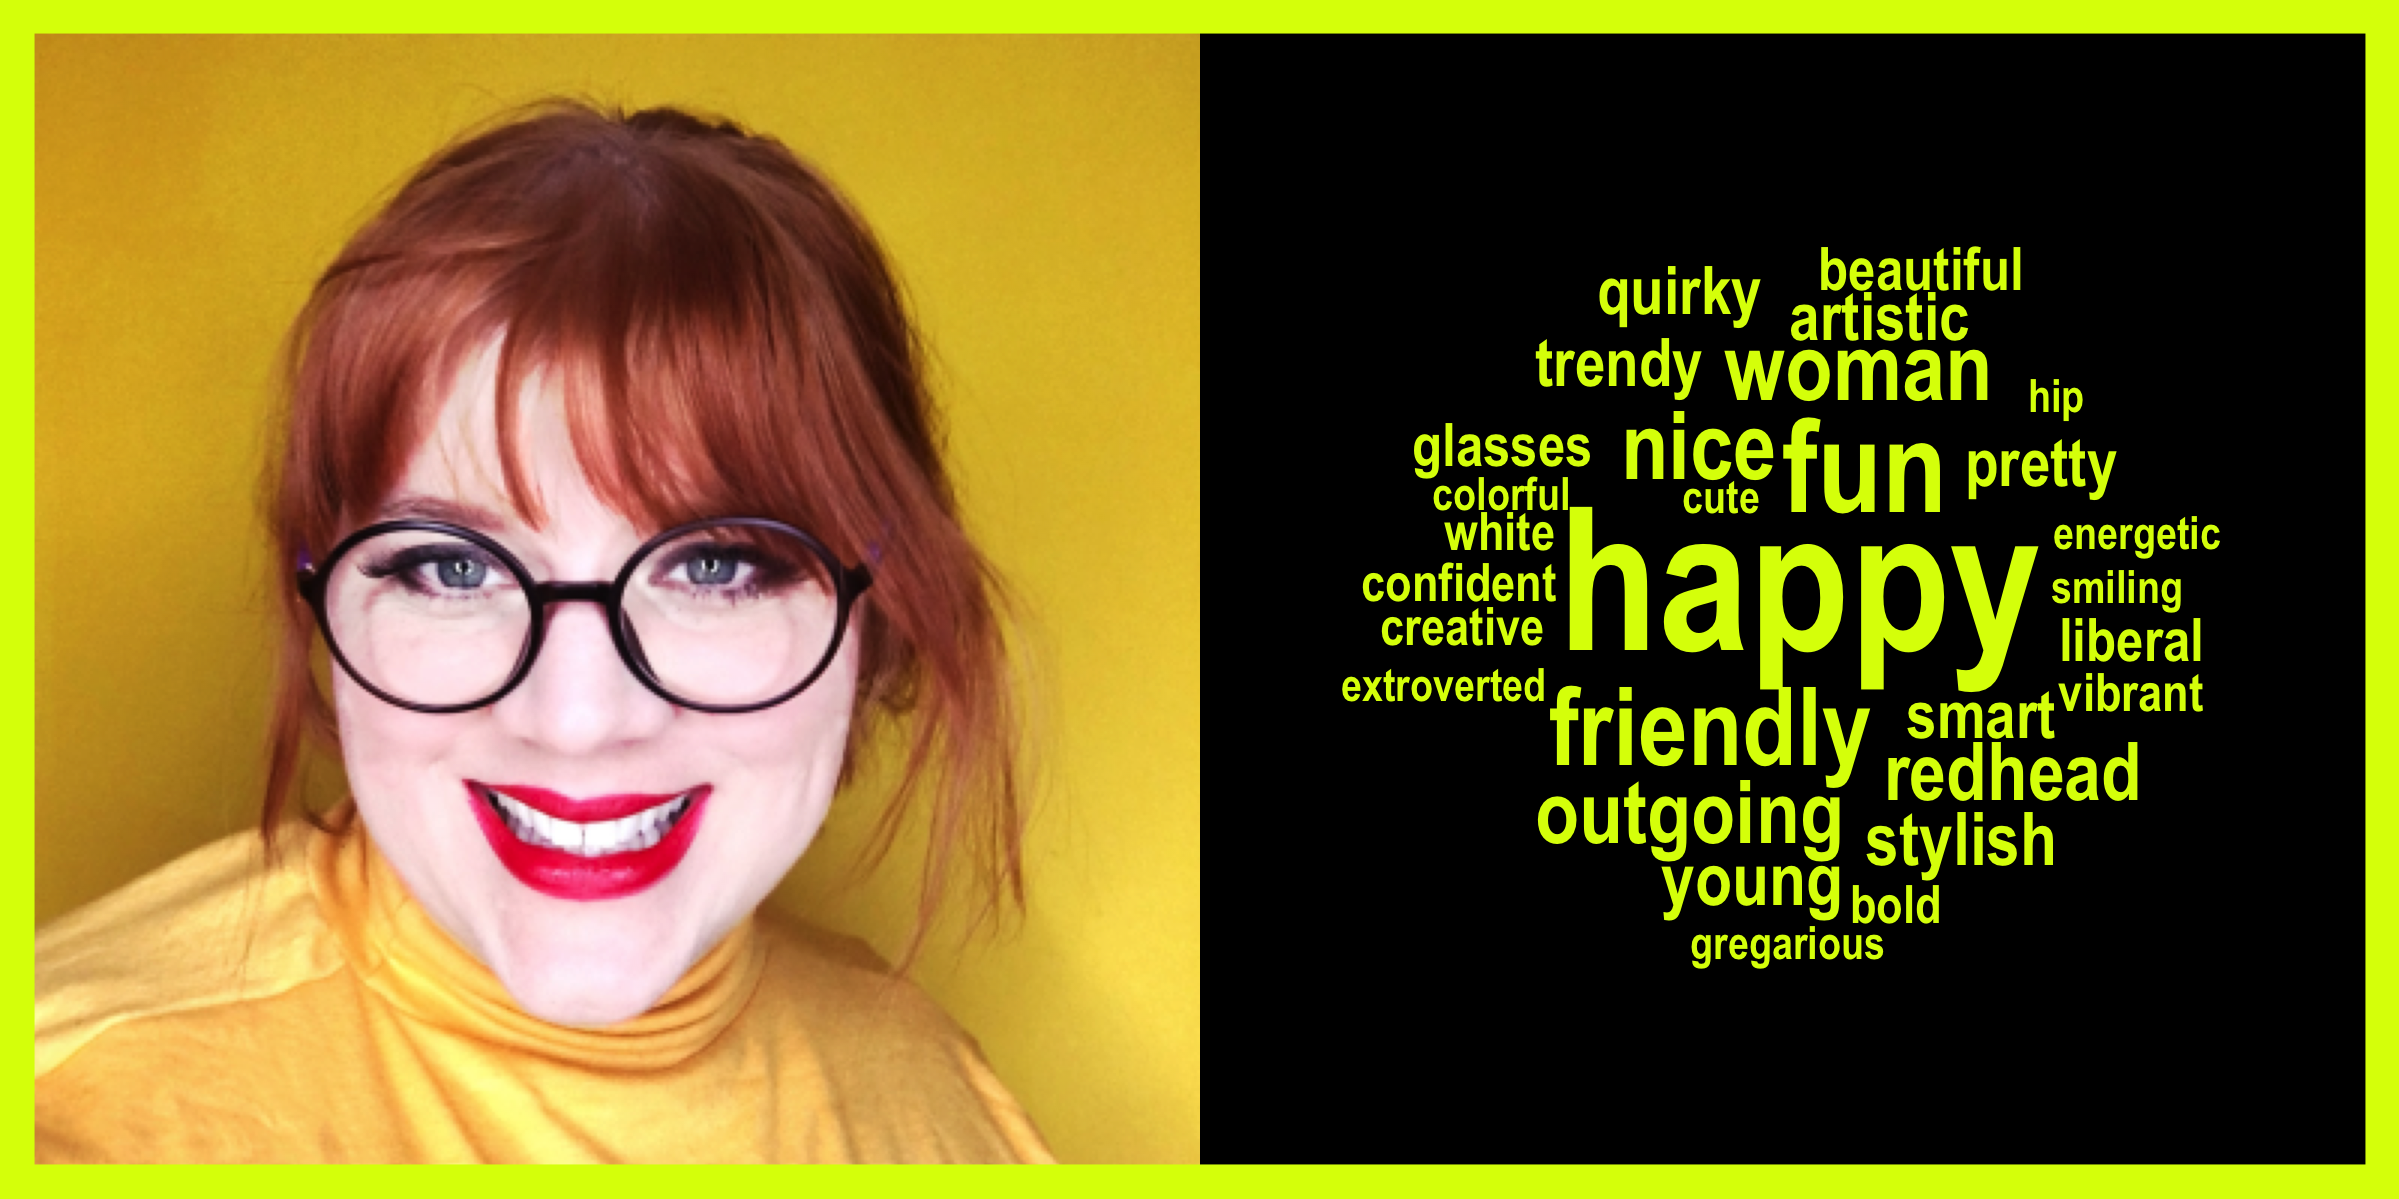 beautiful
quirky
artistic
trendy woman
hip
glasses nice fun pretty
colorful cute
white happy energetic
confident smiling
creative liberal
extroverted vibrant
friendly smart
redhead
outgoing stylish
young bold
gregarious